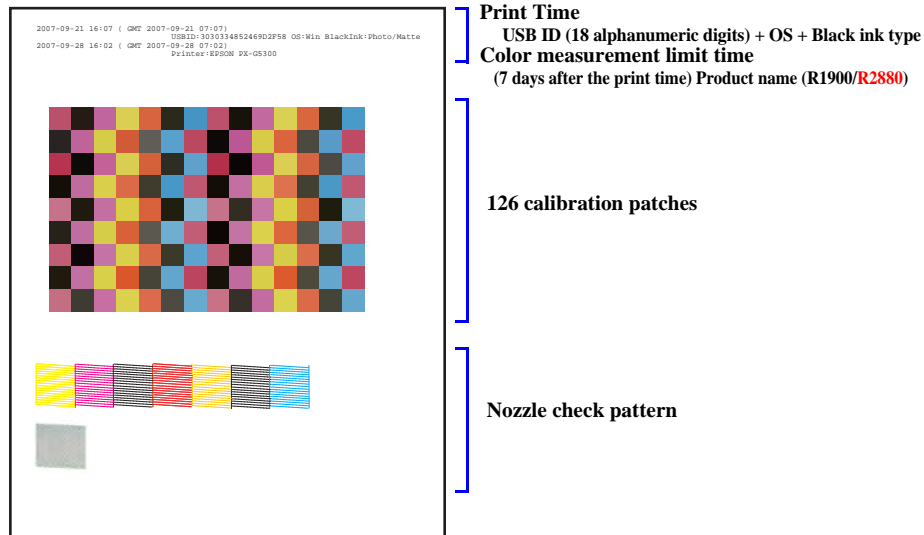 2007-09-21 16:07 ( GMT 2007-09-21 07:07)
USBID:3030334852469D2F58 OS:Win BlackInk:Photo/Matte
2007-09-28 16:02 ( GMT 2007-09-28 07:02)
Printer:EPSON PX-G5300
Print Time
USB ID (18 alphanumeric digits) + OS + Black ink type
Color measurement limit time
(7 days after the print time) Product name (R1900/R2880)
126 calibration patches
Nozzle check pattern